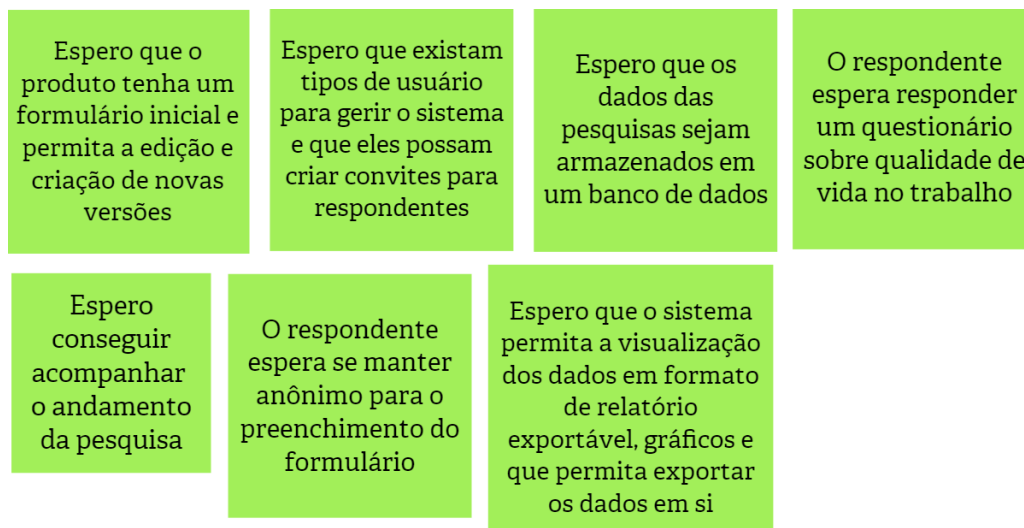 Espero que o
produto tenha um
formulário inicial e
permita a edição e
criação de novas
versões
Espero que existam
tipos de usuário
para gerir o sistema
e que eles possam
criar convites para
respondentes
Espero que os
dados das
pesquisas sejam
armazenados em
um banco de dados
O respondente
espera responder
um questionário
sobre qualidade de
vida no trabalho
Espero
conseguir
acompanhar
o andamento
da pesquisa
O respondente
espera se manter
anônimo para o
preenchimento do
formulário
Espero que o sistema
permita a visualização
dos dados em formato
de relatório
exportável, gráficos e
que permita exportar
os dados em si